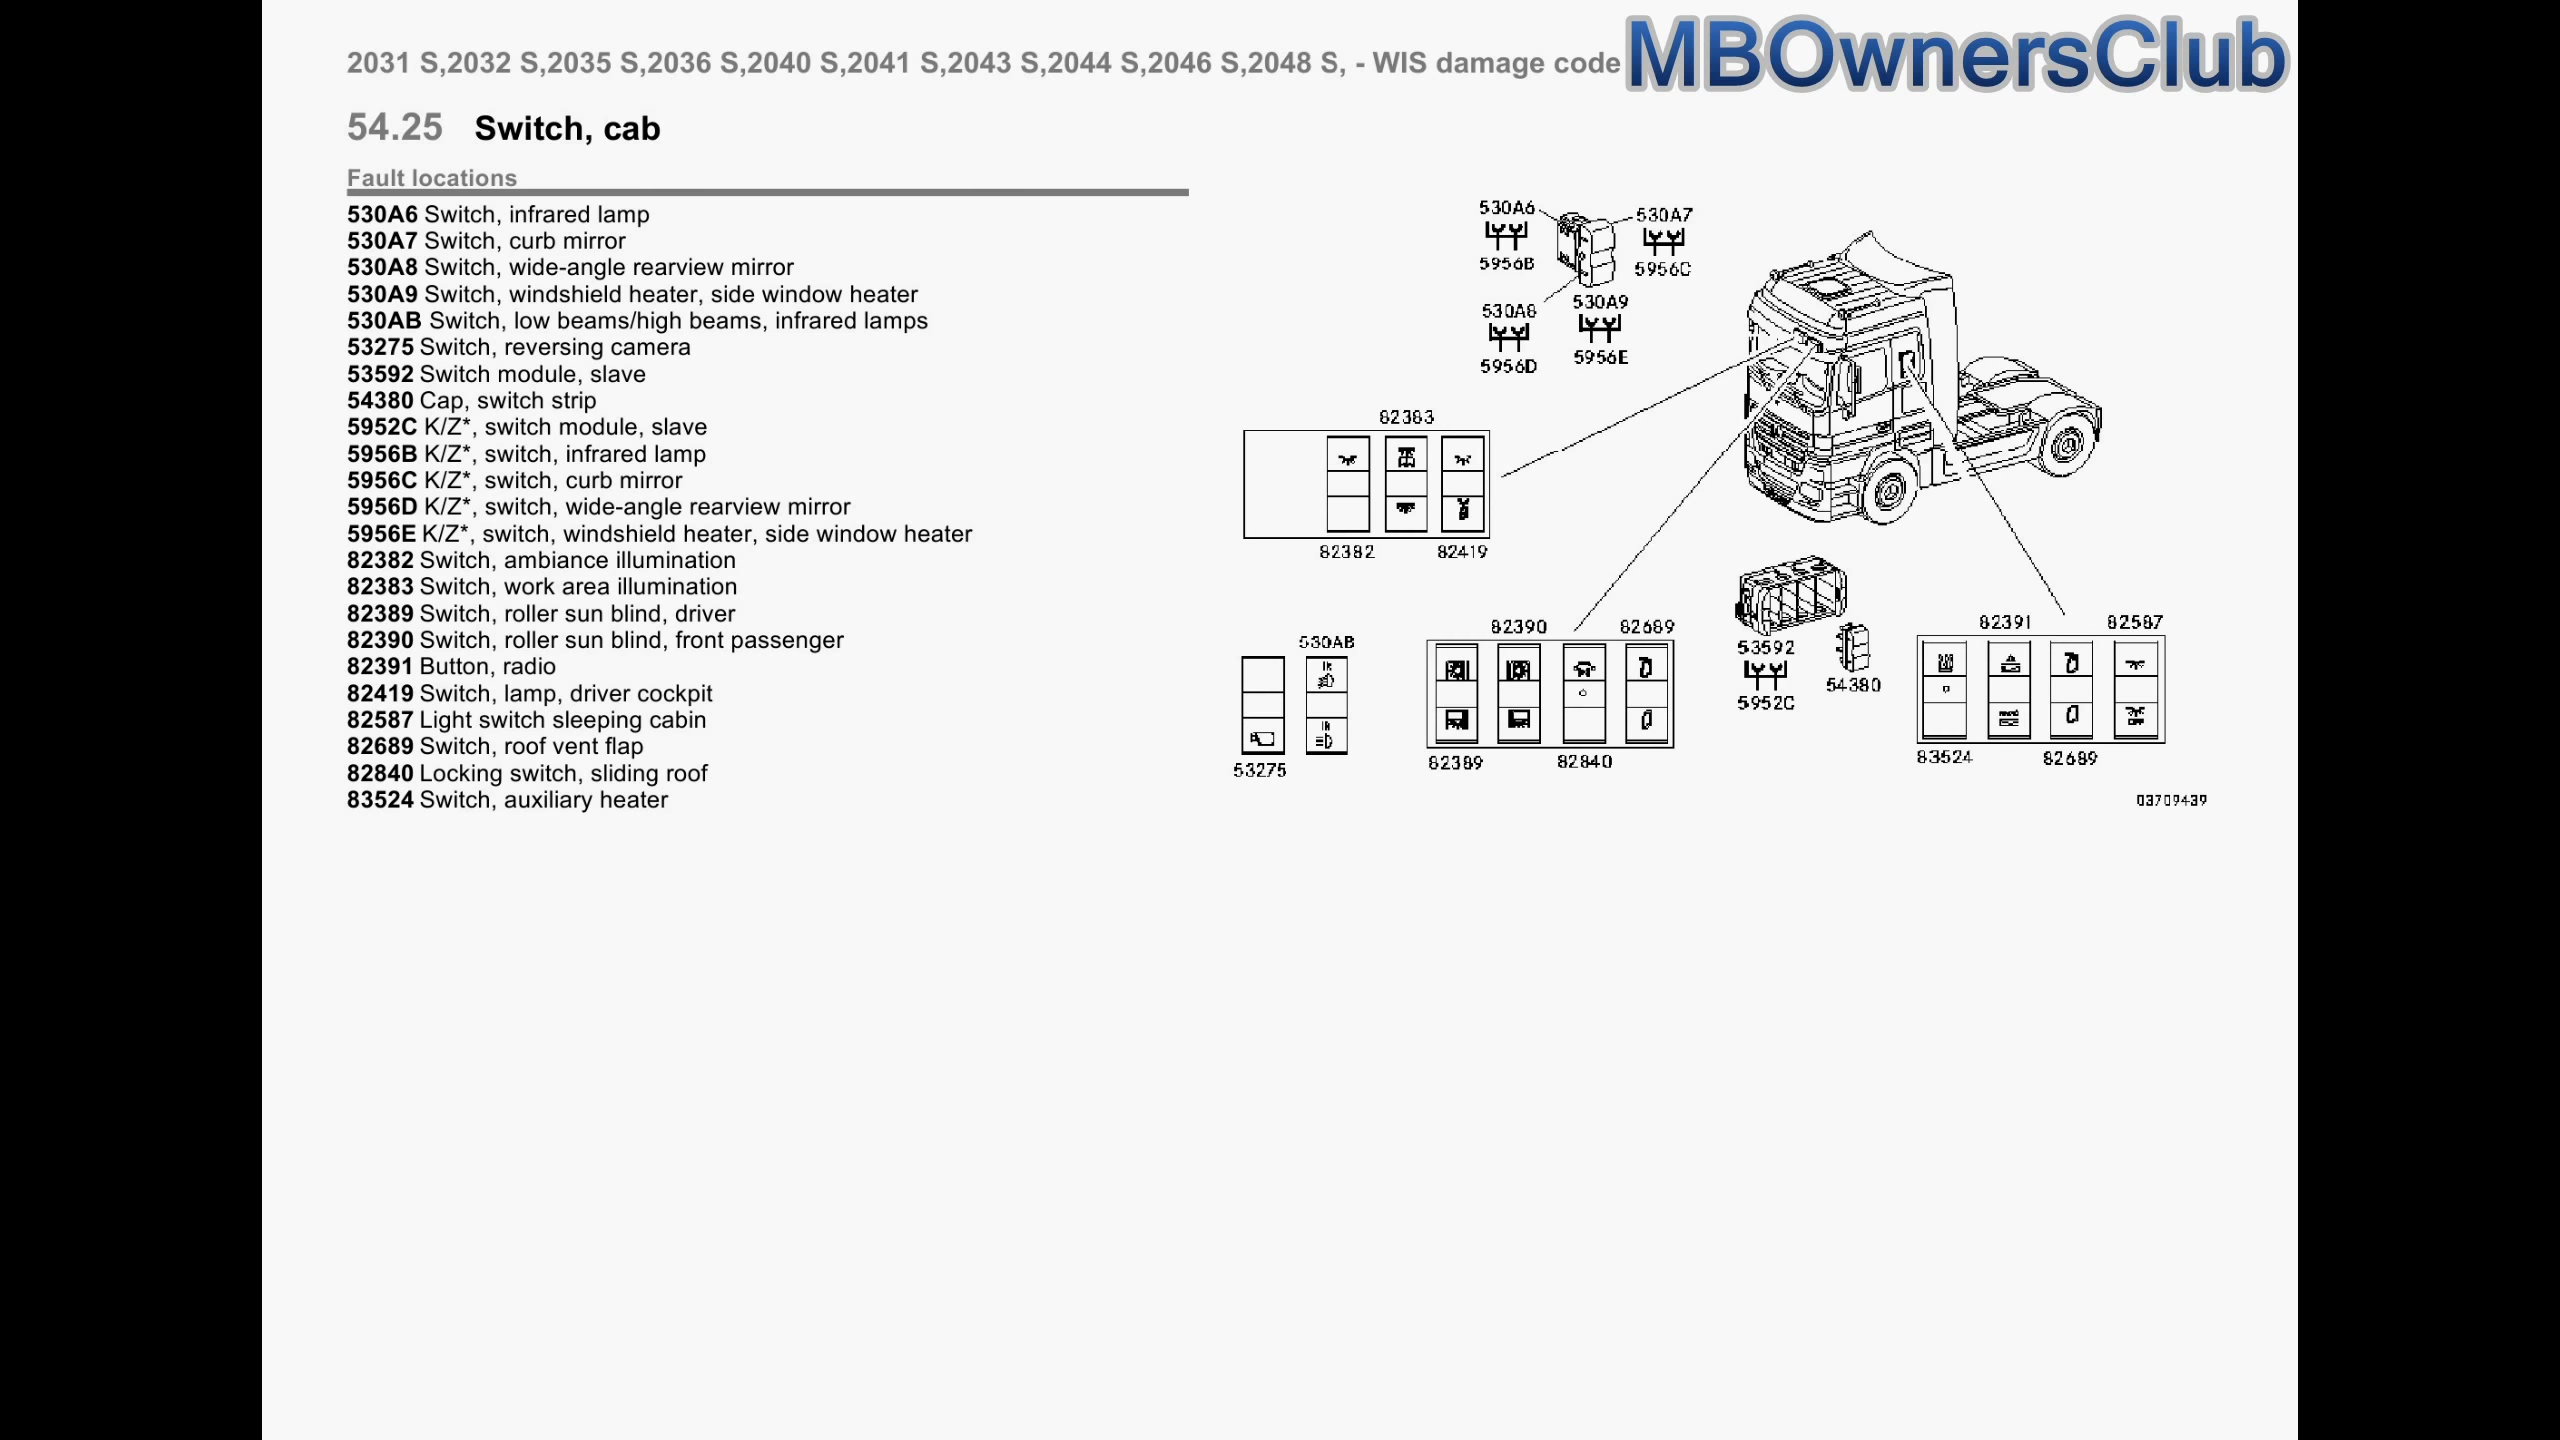 2031 S,2032 S,2035 S,2036 S,2040 S,2041 S,2043 S,2044 S,2046 S,2048 S, - WIS damage code
MBOwnersClub
54.25 Switch, cab
Fault locations
530A6 Switch, infrared lamp
530A7 Switch, curb mirror
530A8 Switch, wide-angle rearview mirror
530A9 Switch, windshield heater, side window heater
530AB Switch, low beams/high beams, infrared lamps
53275 Switch, reversing camera
53592 Switch module, slave
54380 Cap, switch strip
5952C K/Z*, switch module, slave
5956B K/Z*, switch, infrared lamp
5956C K/Z*, switch, curb mirror
5956D K/Z*, switch, wide-angle rearview mirror
5956E K/Z*, switch, windshield heater, side window heater
82382 Switch, ambiance illumination
82383 Switch, work area illumination
82389 Switch, roller sun blind, driver
82390 Switch, roller sun blind, front passenger
82391 Button, radio
82419 Switch, lamp, driver cockpit
82587 Light switch sleeping cabin
82689 Switch, roof vent flap
82840 Locking switch, sliding roof
83524 Switch, auxiliary heater
530A6
530A7
5956B
5956C
530A8
530A9
5956D
5956E
82383
82382
82419
530AB
IR
IR
53275
82390
82689
82389
82840
53592
5952C
54380
82391
82587
83524
82689
03709439